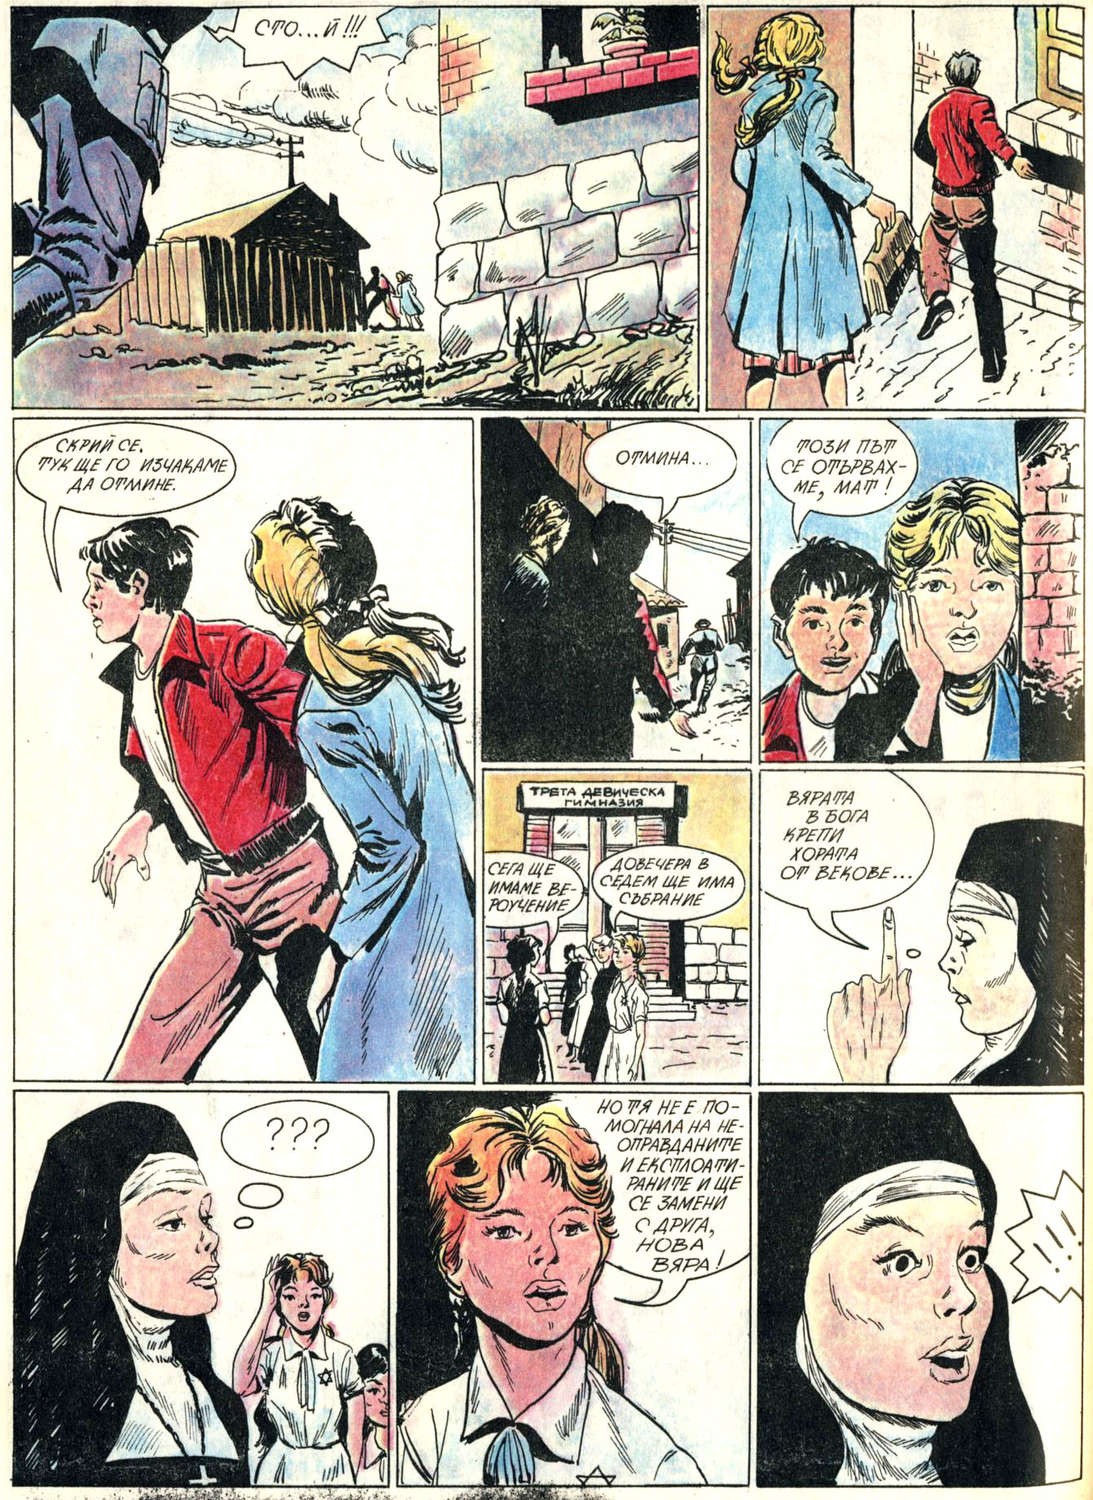 СТО...Й!!!
СКРИЙ СЕ.
ТУК ЩЕ ГО ИЗЧАКАМЕ
ДА ОТМИНЕ.
ОТМИНА...
ТОЗИ ПЪТ
СЕ ОТЪРВАХ-
МЕ, МАТ!
ТРЕТА ДЕВИЧЕСКА
ГИМНАЗИЯ
СЕГА ЩЕ
ИМАМЕ ВЕ-
РОУЧЕНИЕ
ДОВЕЧЕРА В
СЕДЕМ ЩЕ ИМА
СЪБРАНИЕ
ВЯРАТА
В БОГА
КРЕПИ
ХОРАТА
ОТ ВЕКОВЕ...
???
НО ТЯ НЕ Е ПО-
МОГНАЛА НА НЕ-
ОПРАВДАНИТЕ
И ЕКСПЛОАТИ-
РАНИТЕ И ЩЕ
СЕ ЗАМЕНИ
С ДРУГА,
НОВА
ВЯРА!
!!!